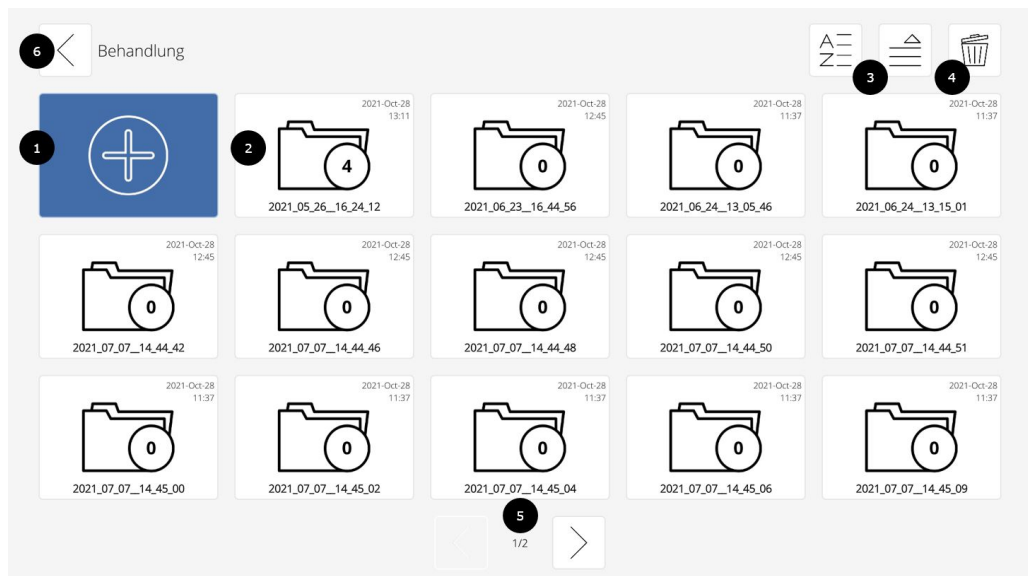 6
Behandlung
A
Z
3
4
1
2
2021-Oct-28
13:11
4
2021_05_26__16_24_12
2021-Oct-28
12:45
0
2021_06_23__16_44_56
2021-Oct-28
11:37
0
2021_06_24__13_05_46
2021-Oct-28
11:37
0
2021_06_24__13_15_01
2021-Oct-28
12:45
0
2021_07_07__14_44_42
2021-Oct-28
12:45
0
2021_07_07__14_44_46
2021-Oct-28
12:45
0
2021_07_07__14_44_48
2021-Oct-28
12:45
0
2021_07_07__14_44_50
2021-Oct-28
12:45
0
2021_07_07__14_44_51
2021-Oct-28
11:37
0
2021_07_07__14_45_00
2021-Oct-28
11:37
0
2021_07_07__14_45_02
2021-Oct-28
11:37
0
2021_07_07__14_45_04
2021-Oct-28
11:37
0
2021_07_07__14_45_06
2021-Oct-28
11:37
0
2021_07_07__14_45_09
5
1/2